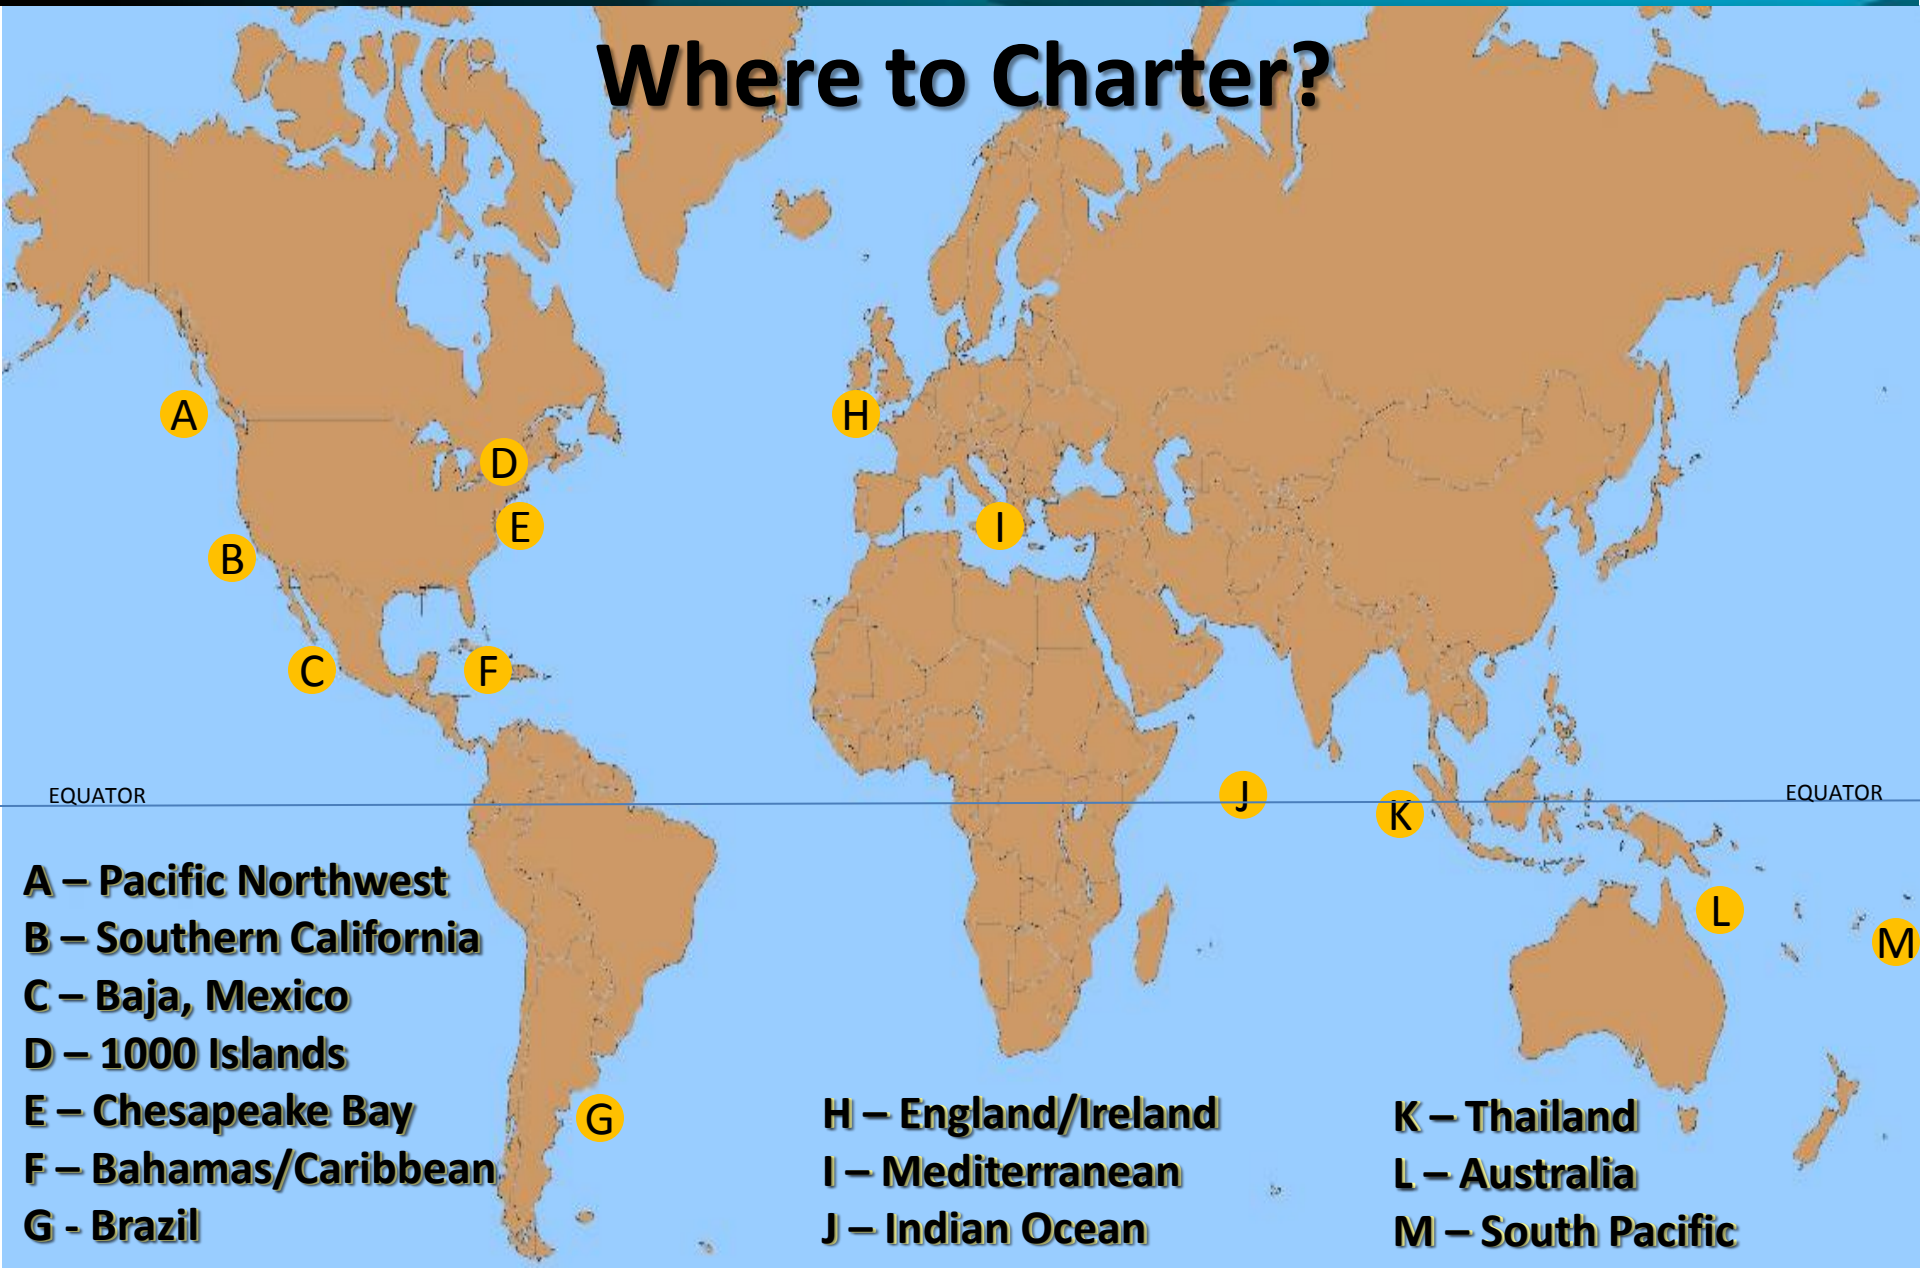 Where to Charter?
A
H
D
E
I
B
C
F
EQUATOR
J
K
EQUATOR
L
M
G
A – Pacific Northwest
B – Southern California
C – Baja, Mexico
D – 1000 Islands
E – Chesapeake Bay
F – Bahamas/Caribbean
G - Brazil
H – England/Ireland
I – Mediterranean
J – Indian Ocean
K – Thailand
L – Australia
M – South Pacific